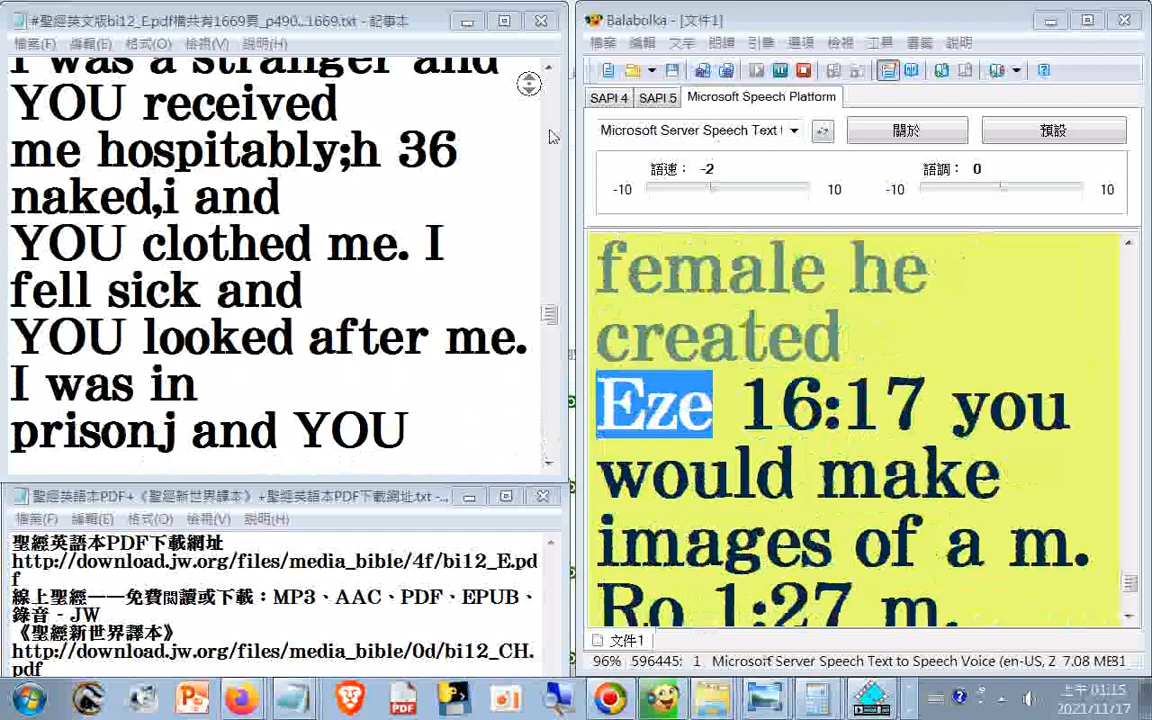 #聖經英文版bi12_E.pdf檔共有1669頁_p490...1669.txt - 記事本
檔案(F) 編輯(E) 格式(O) 檢視(V) 說明(H)
I was a stranger and
YOU received
me hospitably;h 36
naked,i and
YOU clothed me. I
fell sick and
YOU looked after me.
I was in
prisonj and YOU
聖經英語本PDF+《聖經新世界譯本》+聖經英語本PDF下載網址.txt - ...
檔案(F) 編輯(E) 格式(O) 檢視(V) 說明(H)
聖經英語本PDF下載網址
http://download.jw.org/files/media_bible/4f/bi12_E.pd
f
線上聖經——免費閱讀或下載：MP3、AAC、PDF、EPUB、
錄音 - JW
《聖經新世界譯本》
http://download.jw.org/files/media_bible/0d/bi12_CH.
pdf
Balabolka - [文件1]
檔案 編輯 文字 朗讀 引擎 選項 檢視 工具 書籤 說明
SAPI 4 SAPI 5 Microsoft Speech Platform
Microsoft Server Speech Text 關於 預設
語速： -2 語調： 0
-10 10 -10 10
female he
created
Eze 16:17 you
would make
images of a m.
Ro 1:27 m.
文件1
96% 596445: 1 Microsoft Server Speech Text to Speech Voice (en-US, Z 7.08 MB
PDF
上午 01:15
2021/11/17